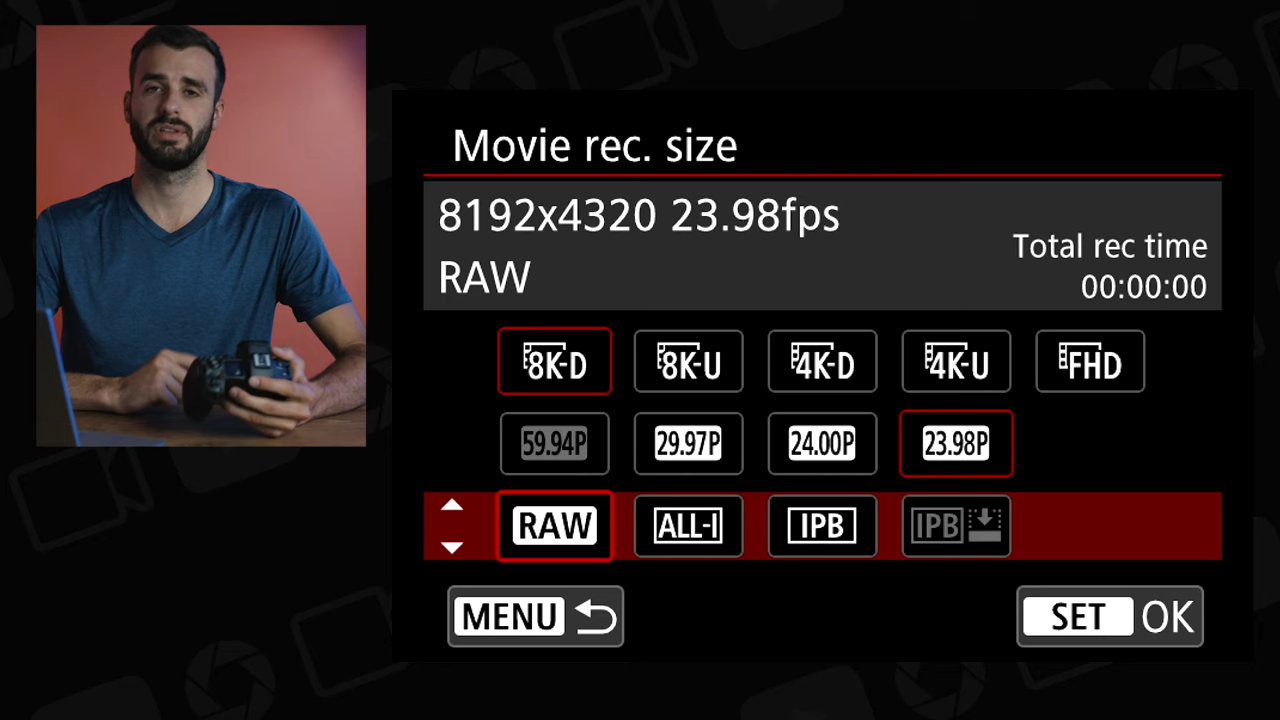 Movie rec. size
8192x4320 23.98fps
RAW
Total rec time
00:00:00
8K-D 8K-U 4K-D 4K-U FHD
59.94P 29.97P 24.00P 23.98P
RAW ALL-I IPB IPB
MENU SET OK